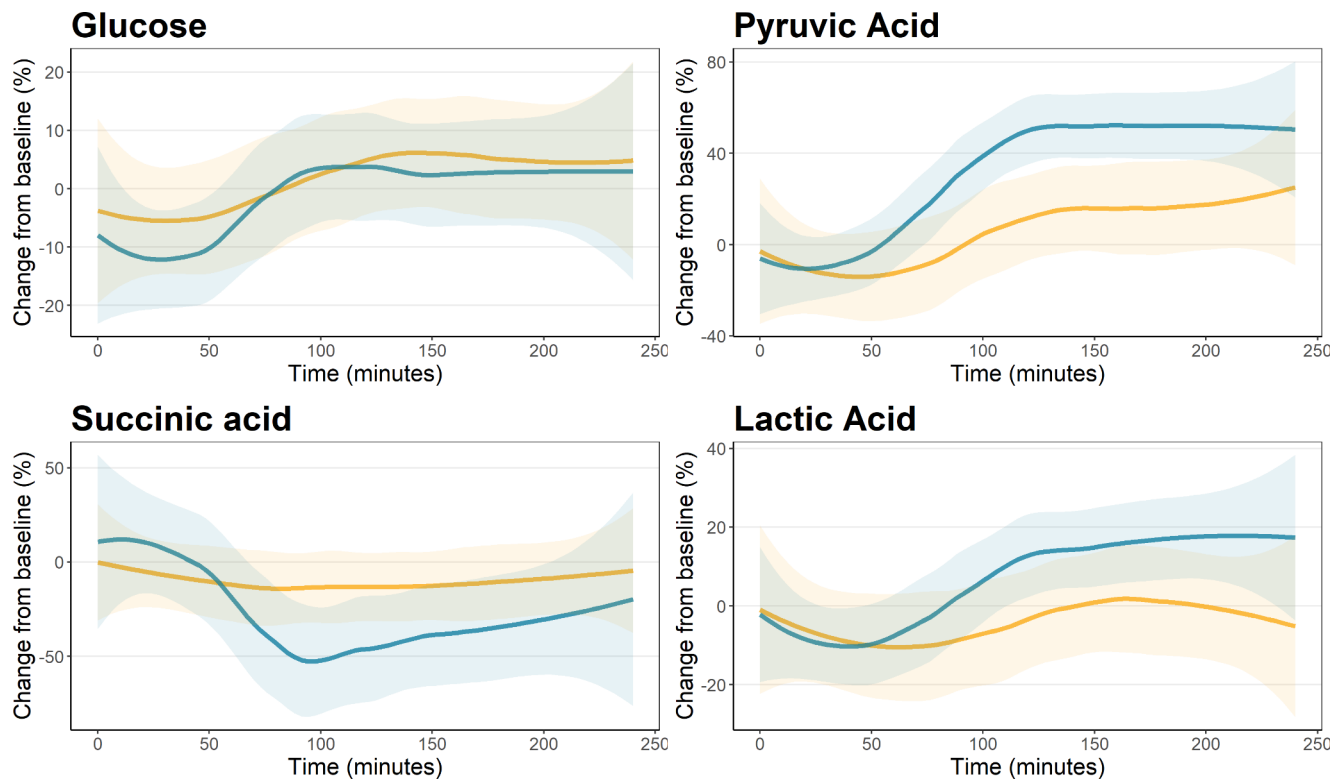 Glucose
Change from baseline (%)
20
10
0
-10
-20
0 50 100 150 200 250
Time (minutes)
Pyruvic Acid
Change from baseline (%)
80
40
0
-40
0 50 100 150 200 250
Time (minutes)
Succinic acid
Change from baseline (%)
50
0
-50
0 50 100 150 200 250
Time (minutes)
Lactic Acid
Change from baseline (%)
40
20
0
-20
0 50 100 150 200 250
Time (minutes)